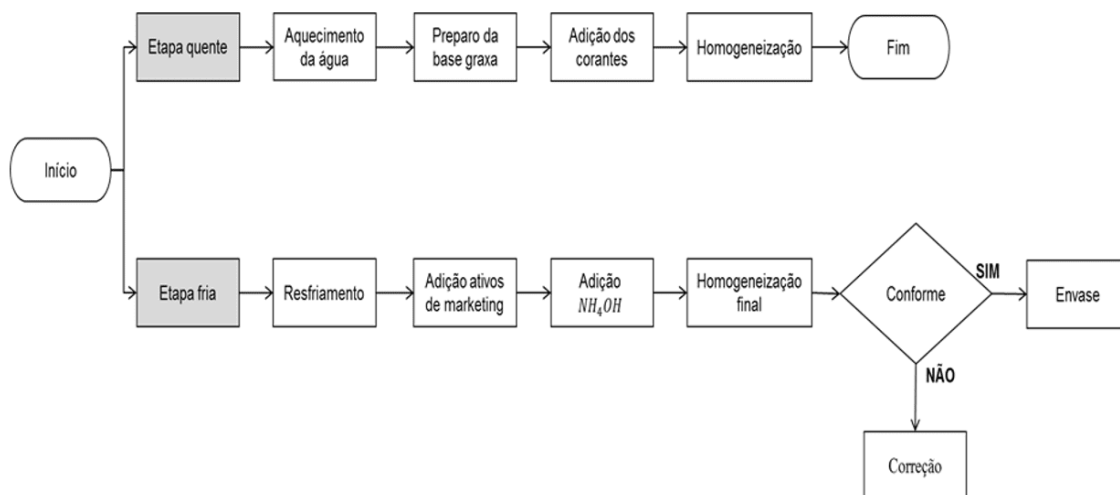 Etapa quente
Aquecimento
da água
Preparo da
base graxa
Adição dos
corantes
Homogeneização
Fim
Início
Etapa fria
Resfriamento
Adição ativos
de marketing
Adição
NH₄OH
Homogeneização
final
Conforme
SIM
Envase
NÃO
Correção